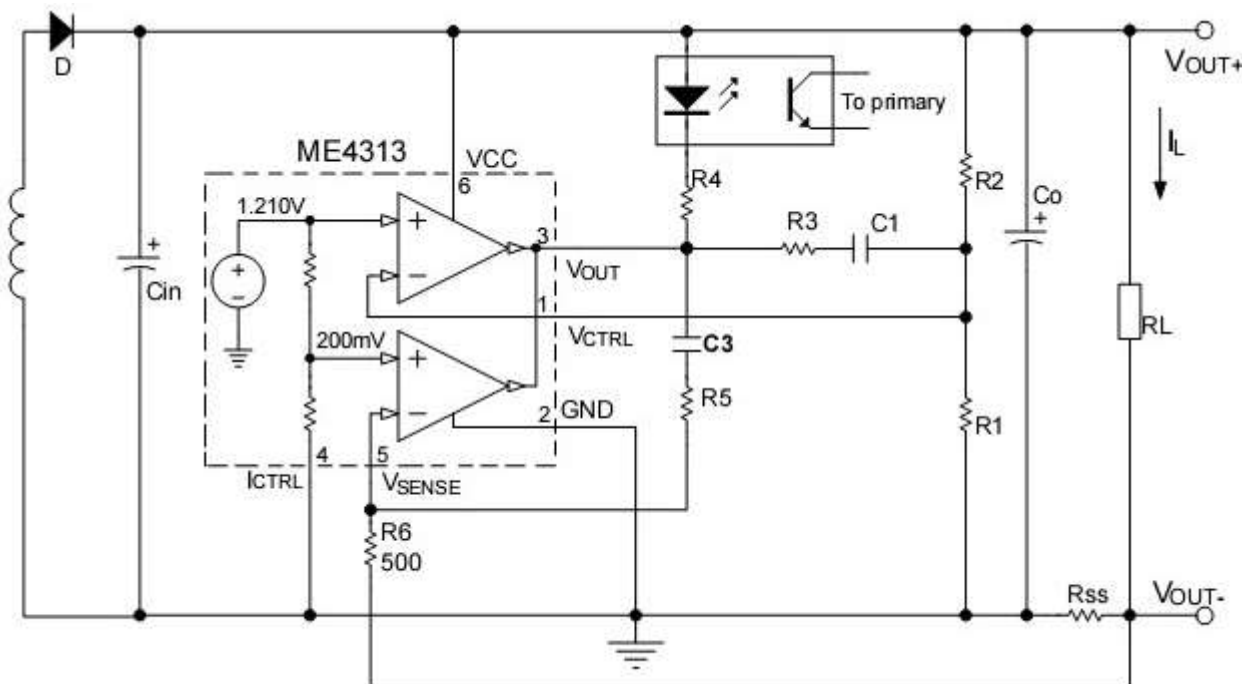 D
VOUT+
To primary
IL
ME4313
VCC
6
R4
R2
Co
+
1.210V
+
−
3
R3
C1
VOUT
+
Cin
+
−
1
VCTRL
RL
200mV
+
−
C3
R5
R1
2
GND
4
5
ICTRL
VSENSE
R6
500
Rss
VOUT-